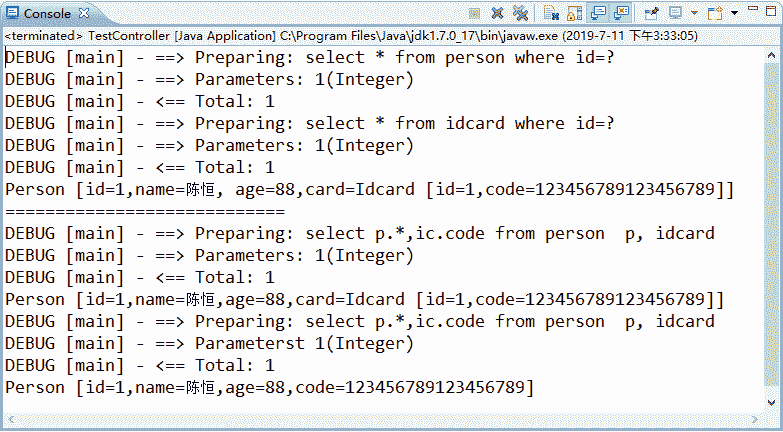 Console
<terminated> TestController [Java Application] C:\Program Files\Java\jdk1.7.0_17\bin\javaw.exe (2019-7-11 下午3:33:05)
DEBUG [main] - ==> Preparing: select * from person where id=?
DEBUG [main] - ==> Parameters: 1(Integer)
DEBUG [main] - <== Total: 1
DEBUG [main] - ==> Preparing: select * from idcard where id=?
DEBUG [main] - ==> Parameters: 1(Integer)
DEBUG [main] - <== Total: 1
Person [id=1,name=陈恒, age=88,card=Idcard [id=1,code=123456789123456789]]
============================
DEBUG [main] - ==> Preparing: select p.*,ic.code from person  p, idcard
DEBUG [main] - ==> Parameters: 1(Integer)
DEBUG [main] - <== Total: 1
Person [id=1,name=陈恒,age=88,card=Idcard [id=1,code=123456789123456789]]
DEBUG [main] - ==> Preparing: select p.*,ic.code from person  p, idcard
DEBUG [main] - ==> Parameterst 1(Integer)
DEBUG [main] - <== Total: 1
Person [id=1,name=陈恒,age=88,code=123456789123456789]